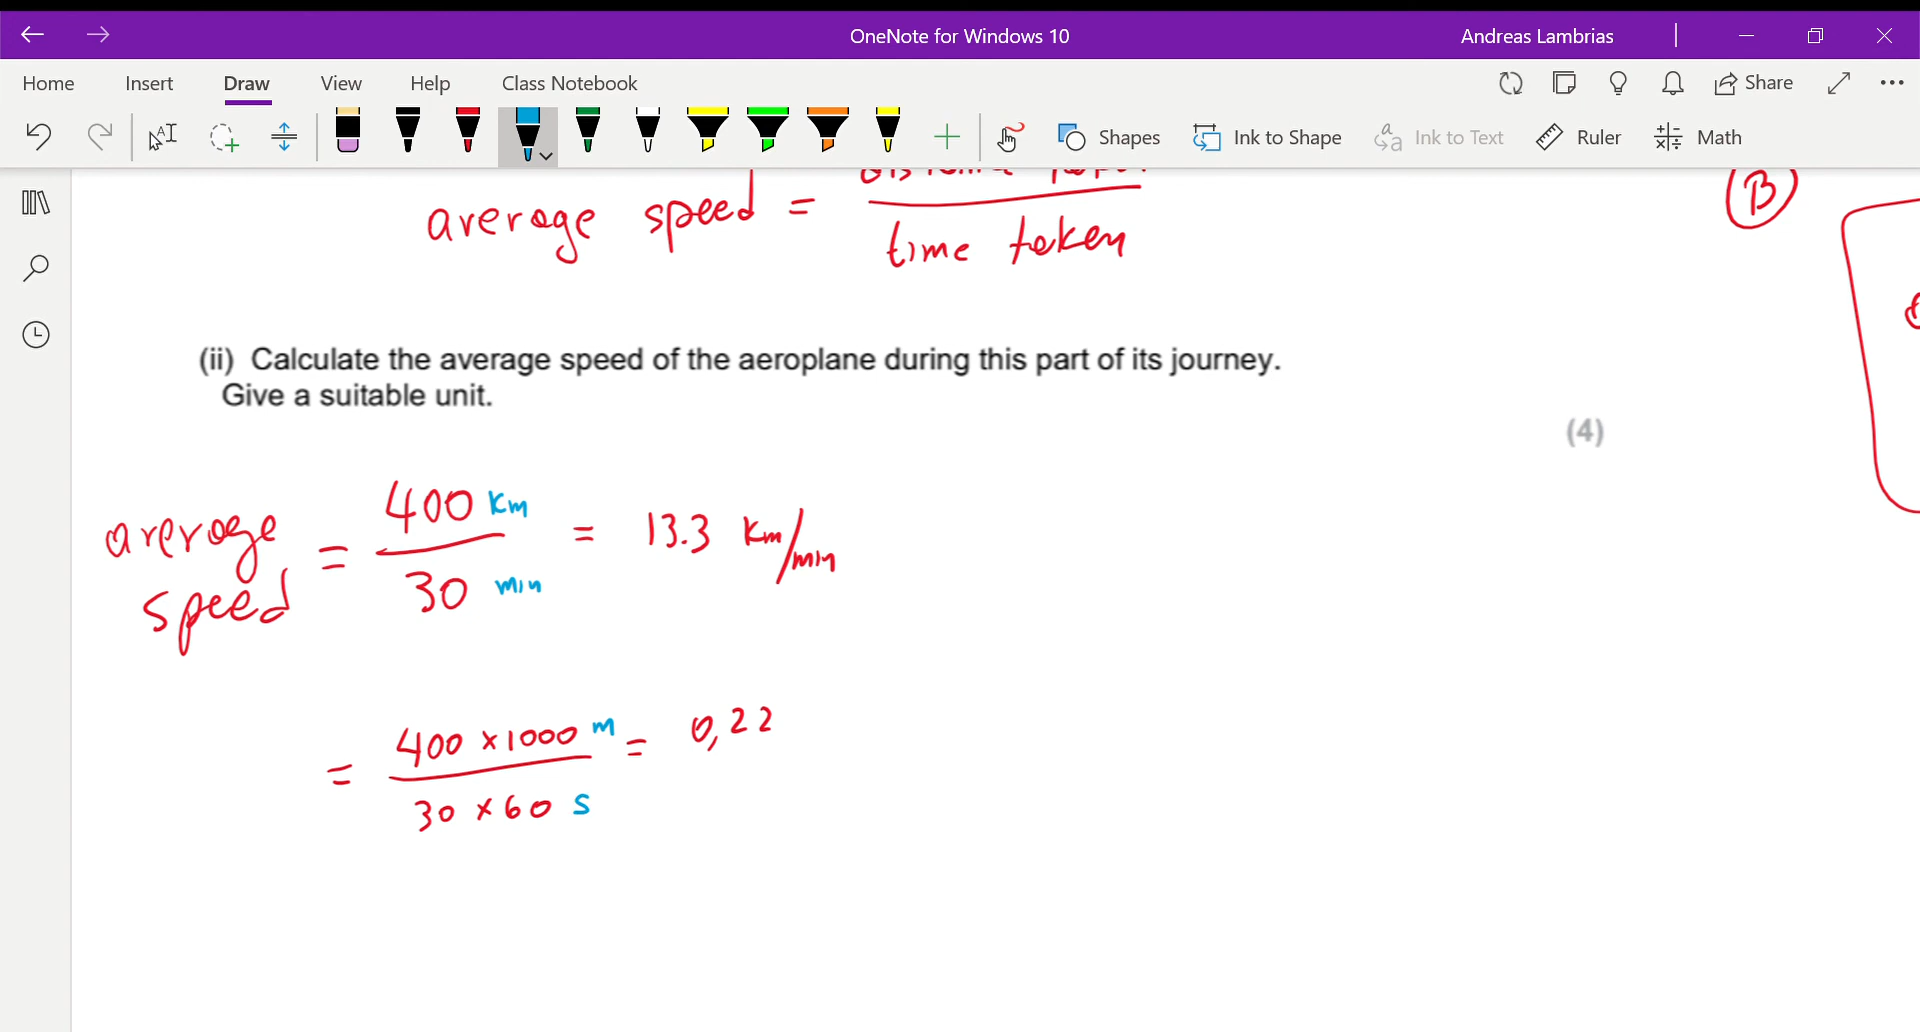 OneNote for Windows 10
Andreas Lambrias
Home Insert Draw View Help Class Notebook
Share
Shapes Ink to Shape Ink to Text Ruler Math
average speed =
time taken
B
(ii) Calculate the average speed of the aeroplane during this part of its journey.
Give a suitable unit.
(4)
average speed = 400 km / 30 min = 13.3 km/min
= 400 × 1000 m / 30 × 60 s = 0,22